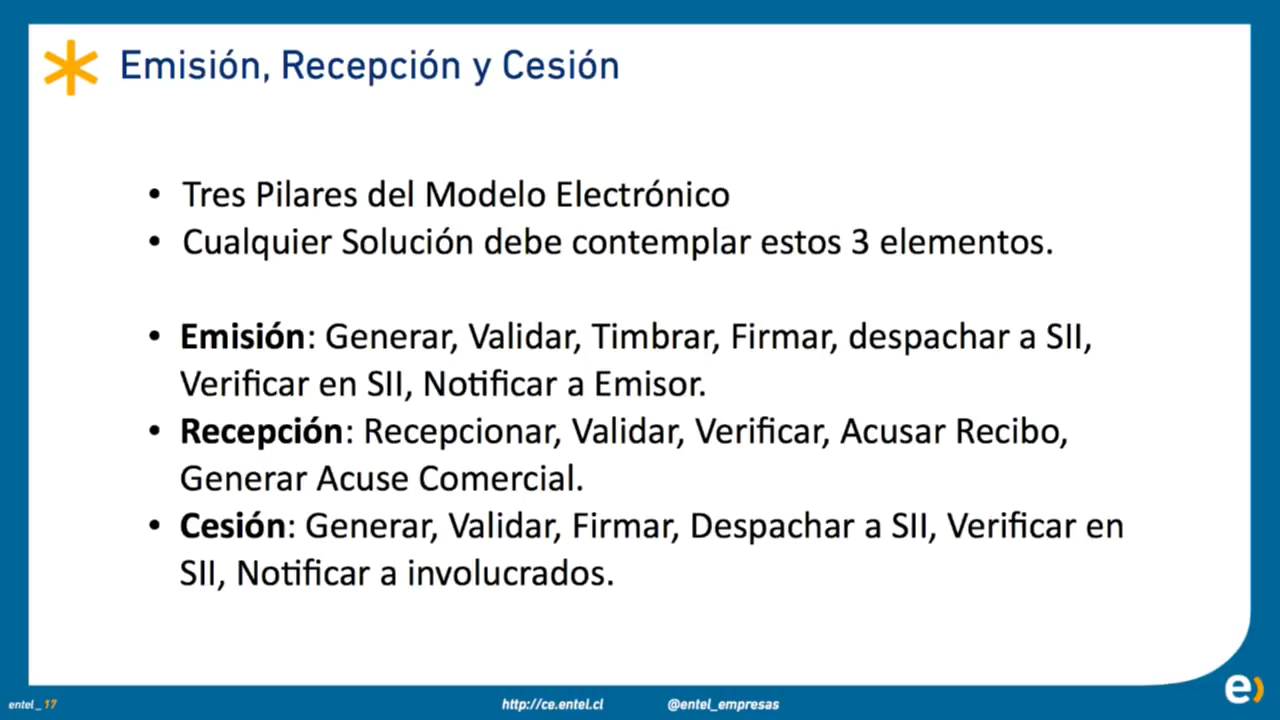 Emisión, Recepción y Cesión
• Tres Pilares del Modelo Electrónico
• Cualquier Solución debe contemplar estos 3 elementos.
• Emisión: Generar, Validar, Timbrar, Firmar, despachar a SII,
Verificar en SII, Notificar a Emisor.
• Recepción: Recepcionar, Validar, Verificar, Acusar Recibo,
Generar Acuse Comercial.
• Cesión: Generar, Validar, Firmar, Despachar a SII, Verificar en
SII, Notificar a involucrados.
entel_17 http://ce.entel.cl @entel_empresas
e)